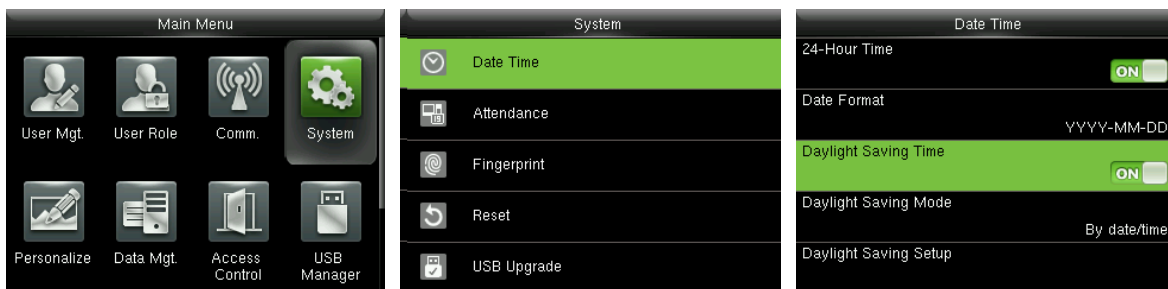 Main Menu
User Mgt.
User Role
Comm.
System
Personalize
Data Mgt.
Access
Control
USB
Manager
System
Date Time
Attendance
Fingerprint
Reset
USB Upgrade
Date Time
24-Hour Time
ON
Date Format
YYYY-MM-DD
Daylight Saving Time
ON
Daylight Saving Mode
By date/time
Daylight Saving Setup